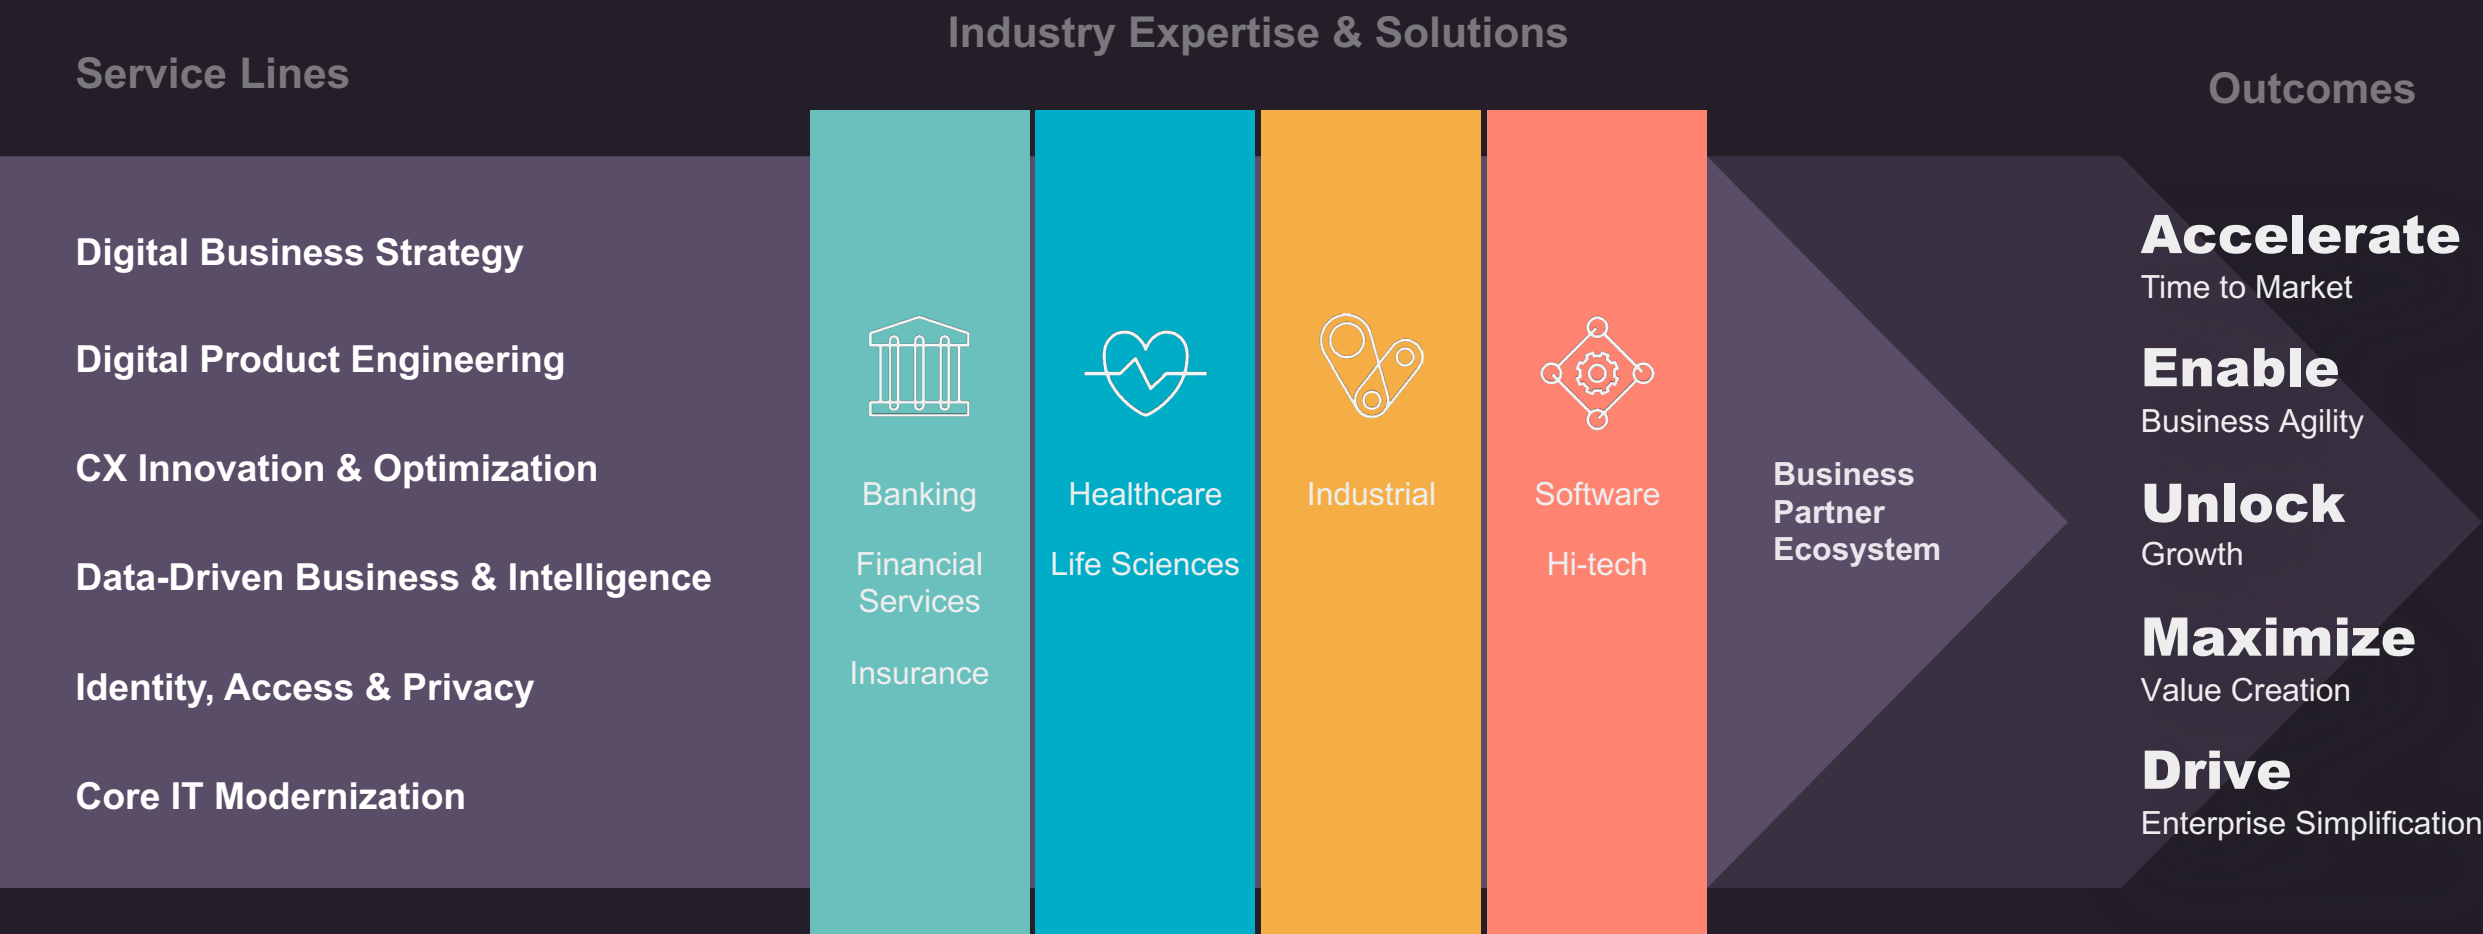 Industry Expertise & Solutions
Service Lines
Outcomes
Digital Business Strategy
Digital Product Engineering
CX Innovation & Optimization
Data-Driven Business & Intelligence
Identity, Access & Privacy
Core IT Modernization
Banking
Financial
Services
Insurance
Healthcare
Life Sciences
Industrial
Software
Hi-tech
Business
Partner
Ecosystem
Accelerate
Time to Market
Enable
Business Agility
Unlock
Growth
Maximize
Value Creation
Drive
Enterprise Simplification